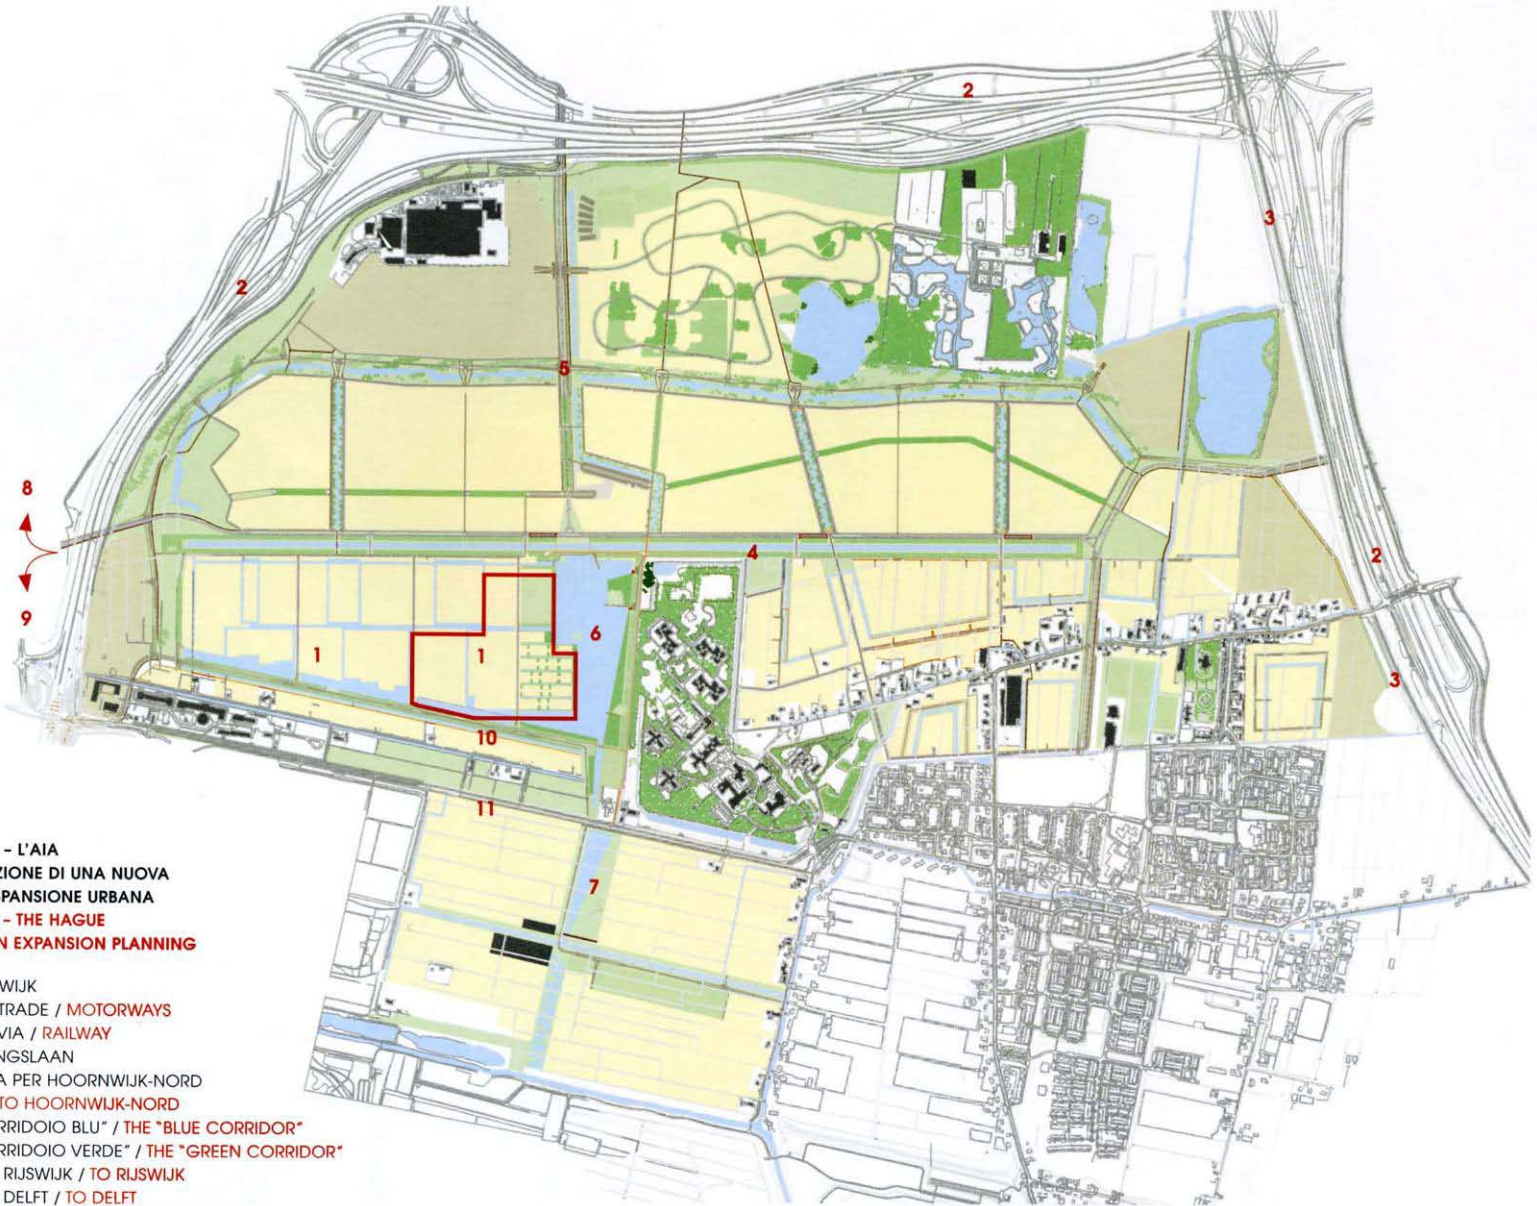 2
3
2
5
8
4
2
9
6
1
1
3
10
11
7
– L'AIA
ZIONE DI UNA NUOVA
PANSIONE URBANA
– THE HAGUE
N EXPANSION PLANNING
WIJK
TRADE / MOTORWAYS
VIA / RAILWAY
NGSLAAN
A PER HOORNWIJK-NORD
TO HOORNWIJK-NORD
RRIDOIO BLU" / THE "BLUE CORRIDOR"
RRIDOIO VERDE" / THE "GREEN CORRIDOR"
RIJSWIJK / TO RIJSWIJK
DELFT / TO DELFT